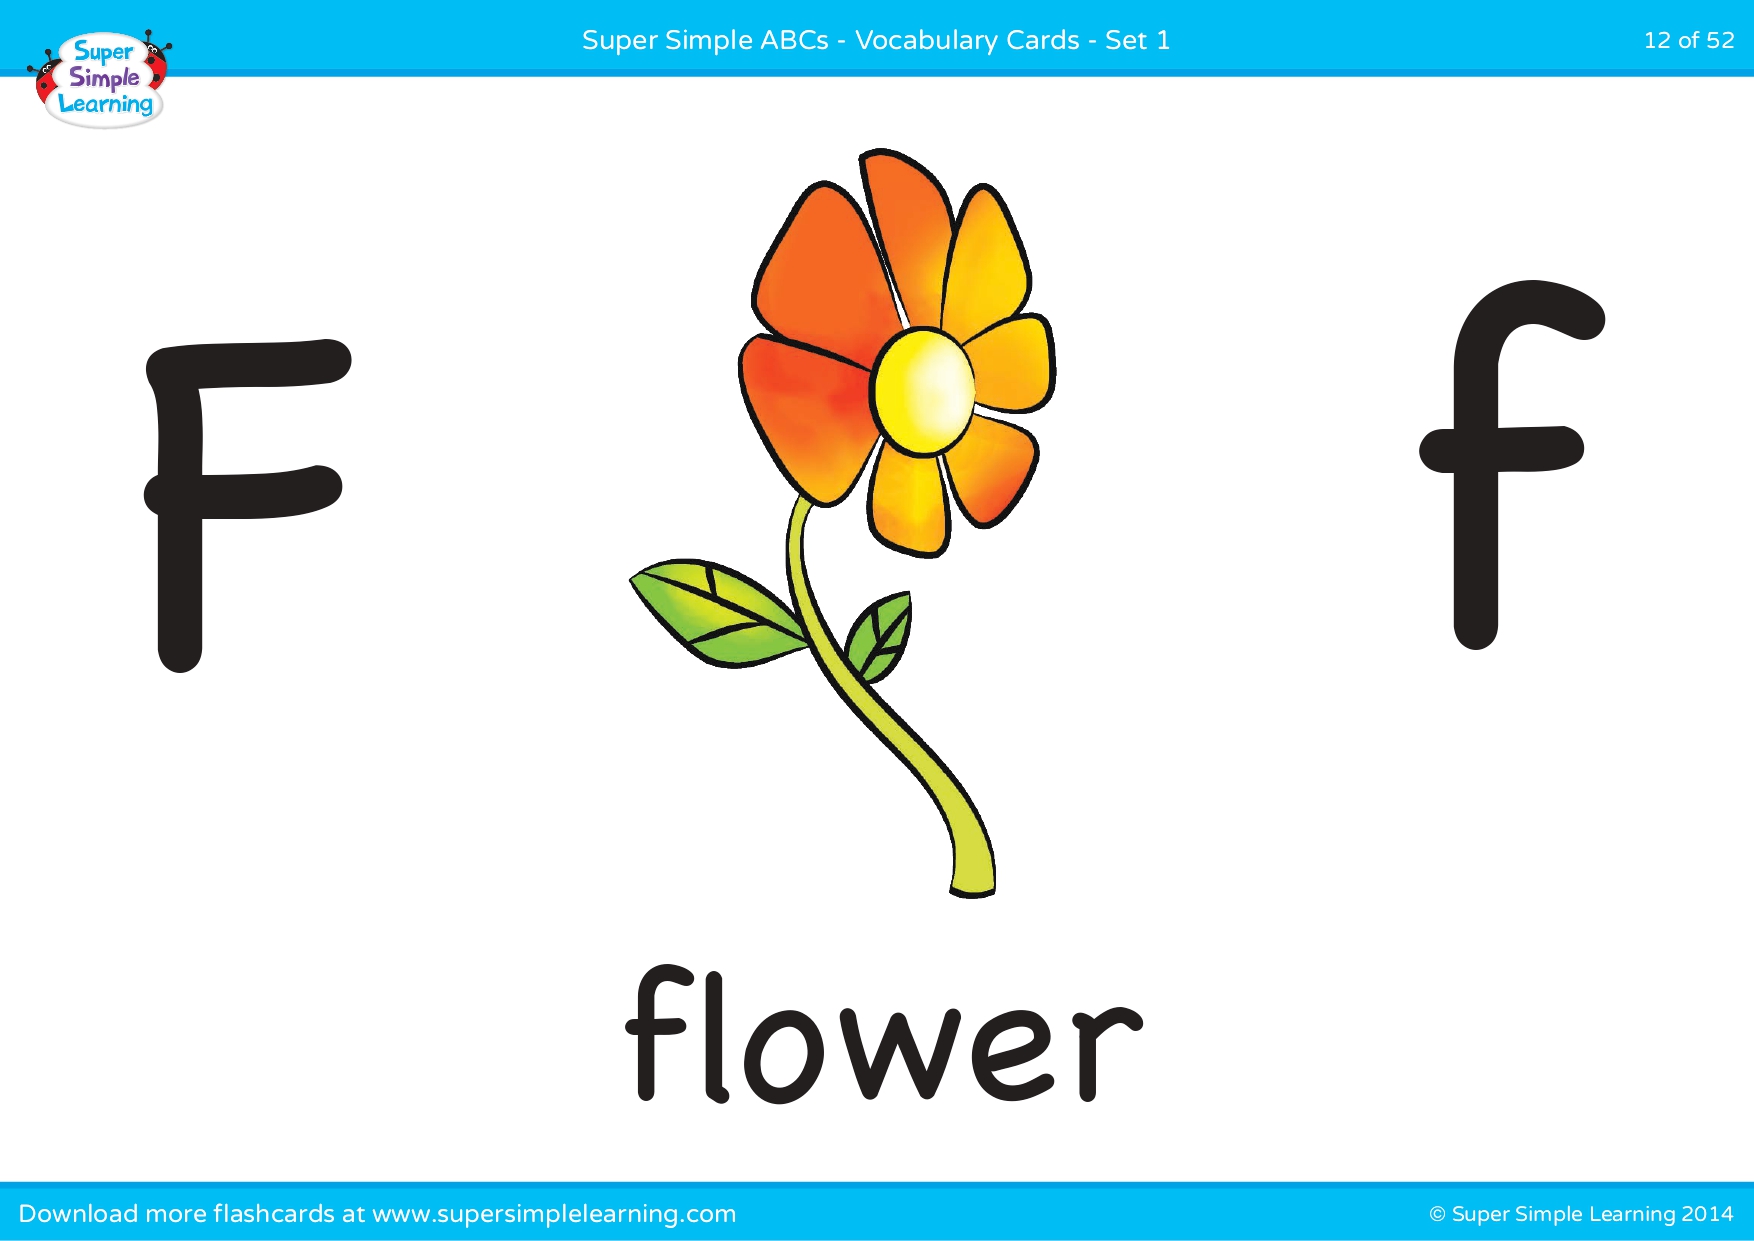 Super Simple ABCs - Vocabulary Cards - Set 1
12 of 52
Super
Simple
Learning
F
f
flower
Download more flashcards at www.supersimplelearning.com
© Super Simple Learning 2014